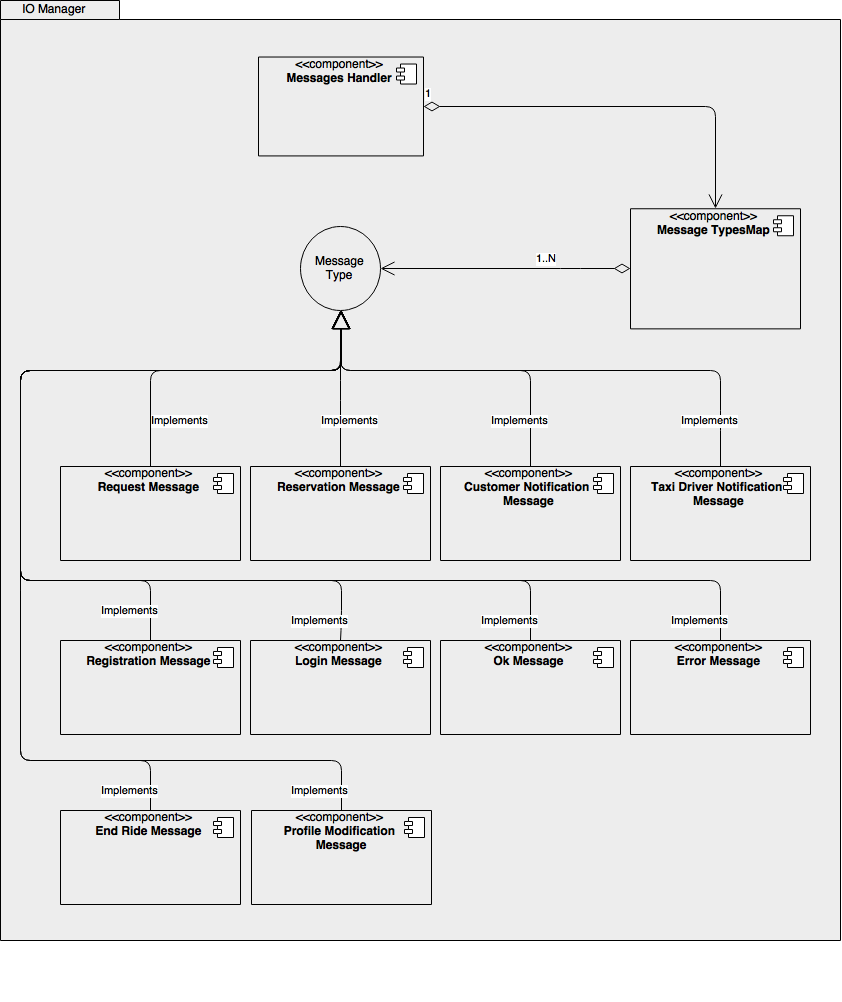 IO Manager
<<component>>
Messages Handler
1
<<component>>
Message TypesMap
Message
Type
1..N
Implements
Implements
Implements
Implements
<<component>>
Request Message
<<component>>
Reservation Message
<<component>>
Customer Notification
Message
<<component>>
Taxi Driver Notification
Message
Implements
Implements
Implements
Implements
<<component>>
Registration Message
<<component>>
Login Message
<<component>>
Ok Message
<<component>>
Error Message
Implements
Implements
<<component>>
End Ride Message
<<component>>
Profile Modification
Message